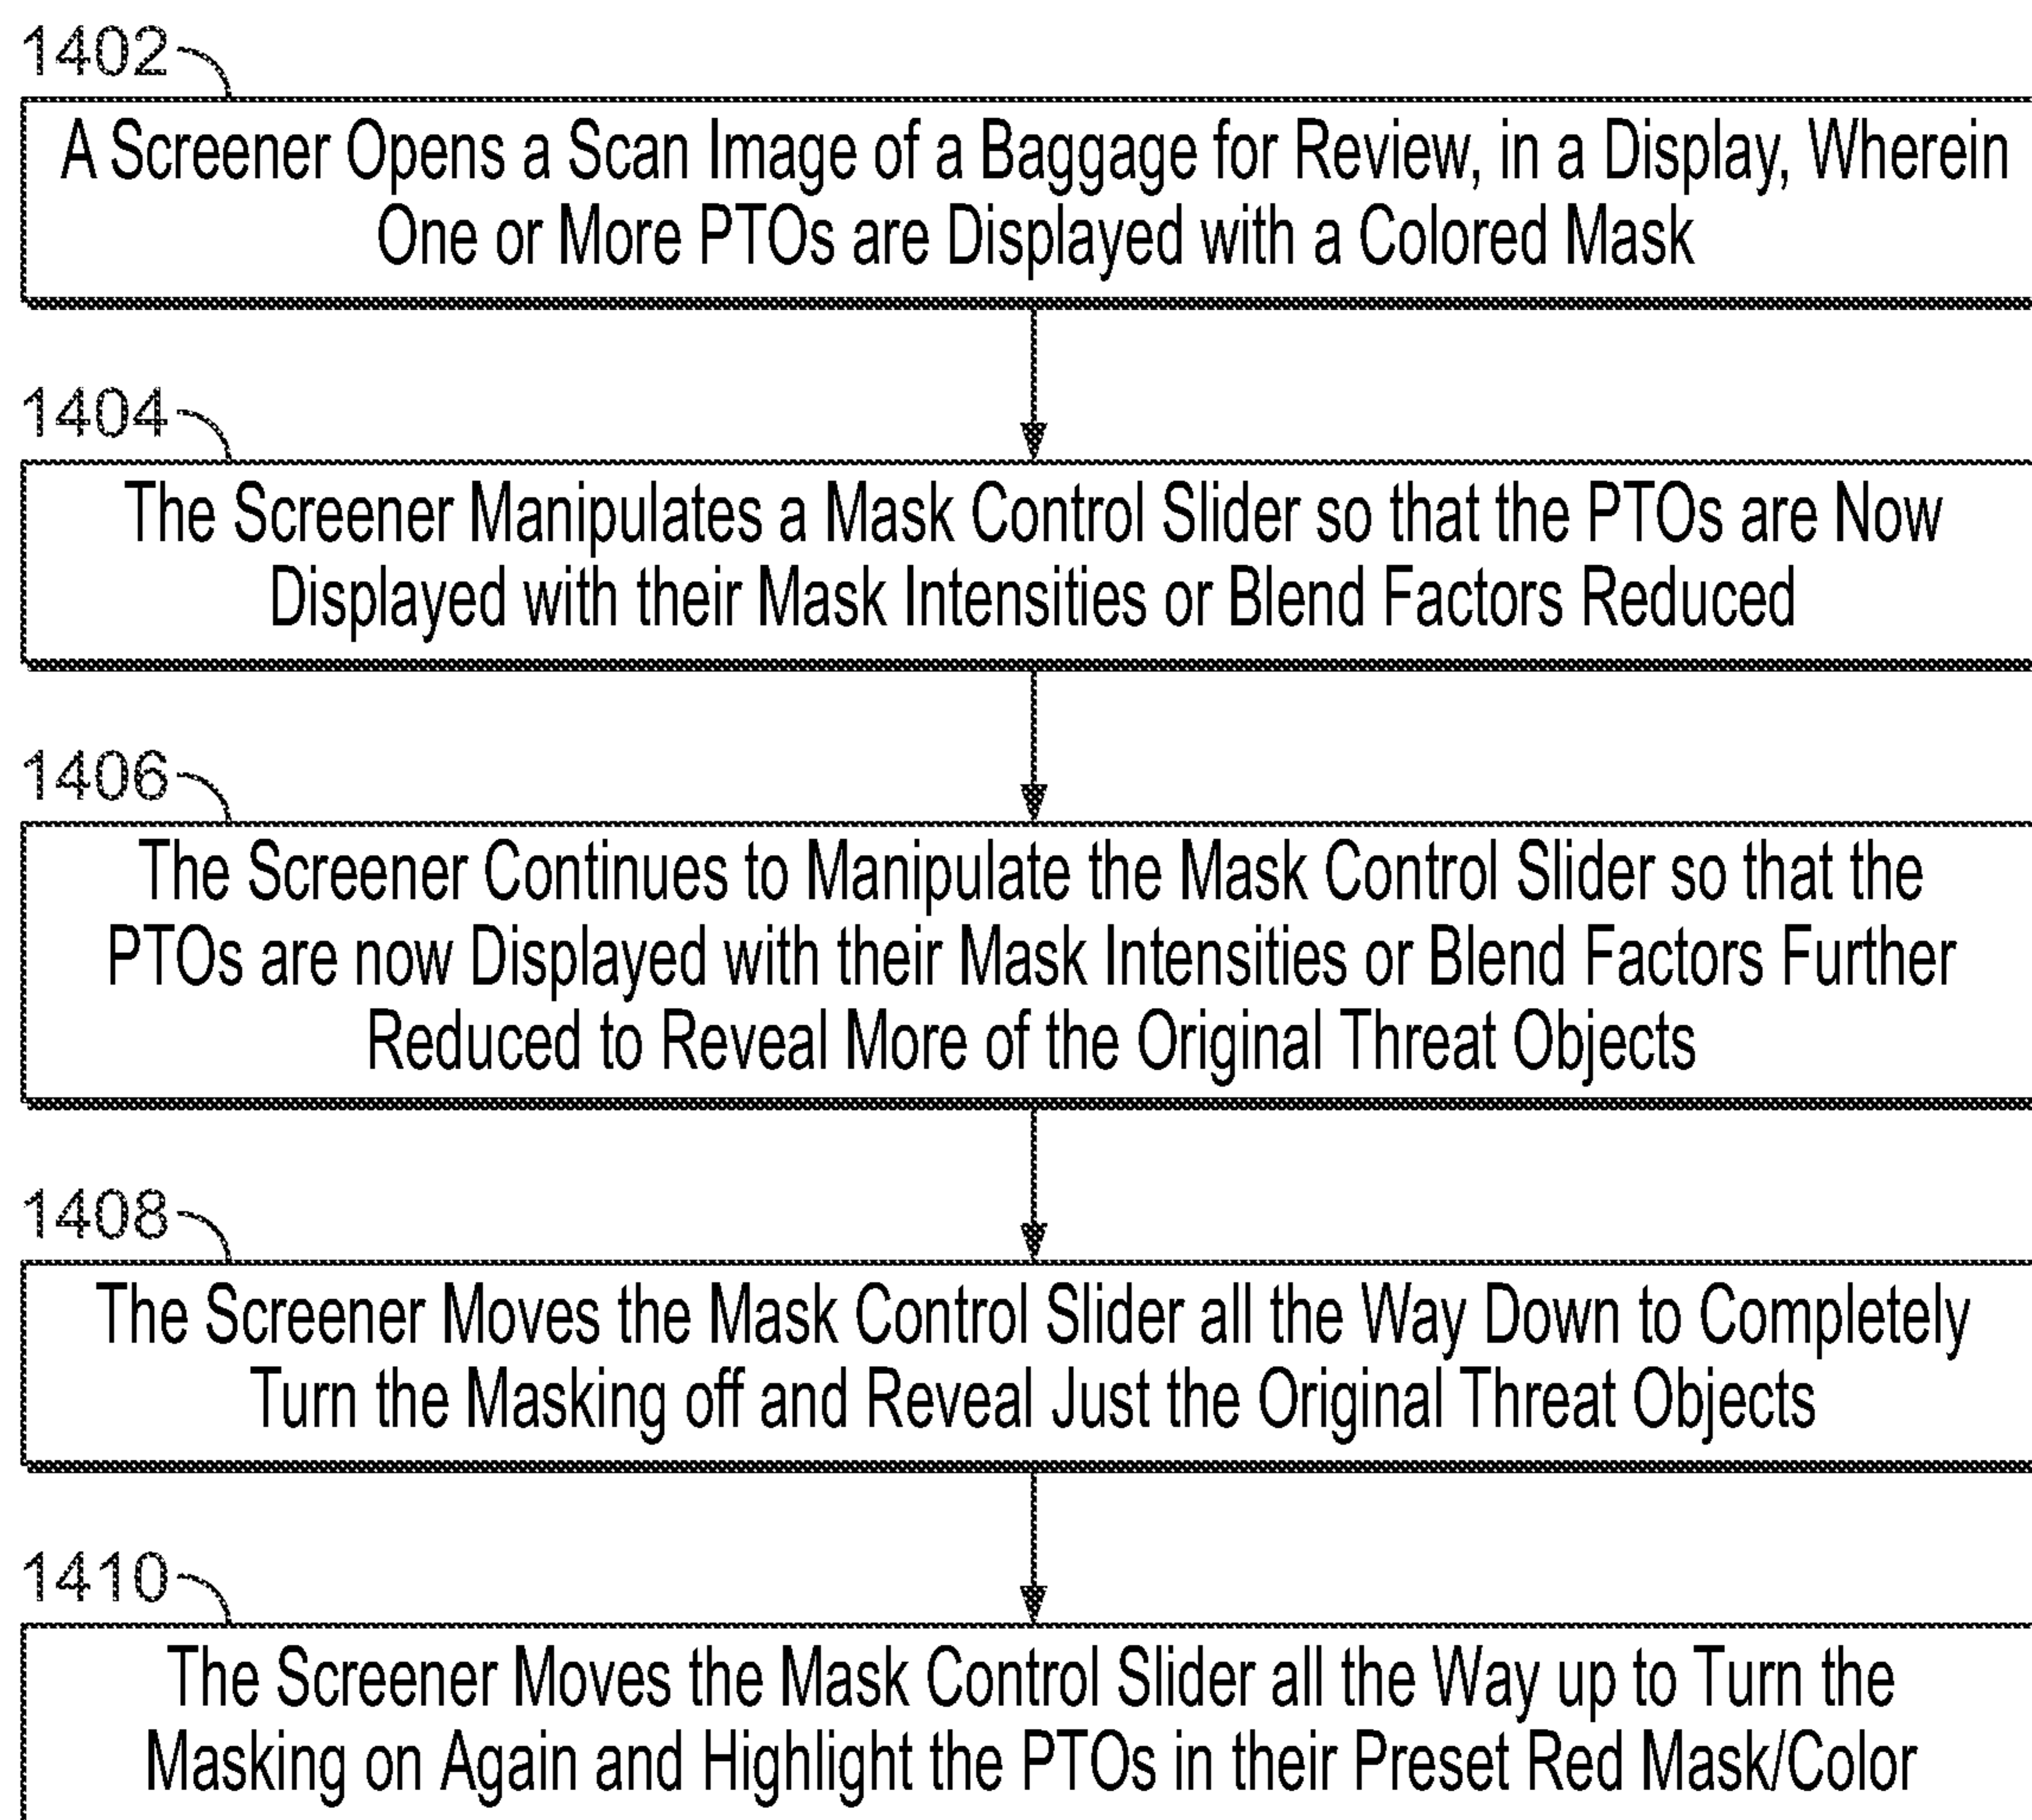 1402
A Screener Opens a Scan Image of a Baggage for Review, in a Display, Wherein
One or More PTOs are Displayed with a Colored Mask
1404
The Screener Manipulates a Mask Control Slider so that the PTOs are Now
Displayed with their Mask Intensities or Blend Factors Reduced
1406
The Screener Continues to Manipulate the Mask Control Slider so that the
PTOs are now Displayed with their Mask Intensities or Blend Factors Further
Reduced to Reveal More of the Original Threat Objects
1408
The Screener Moves the Mask Control Slider all the Way Down to Completely
Turn the Masking off and Reveal Just the Original Threat Objects
1410
The Screener Moves the Mask Control Slider all the Way up to Turn the
Masking on Again and Highlight the PTOs in their Preset Red Mask/Color